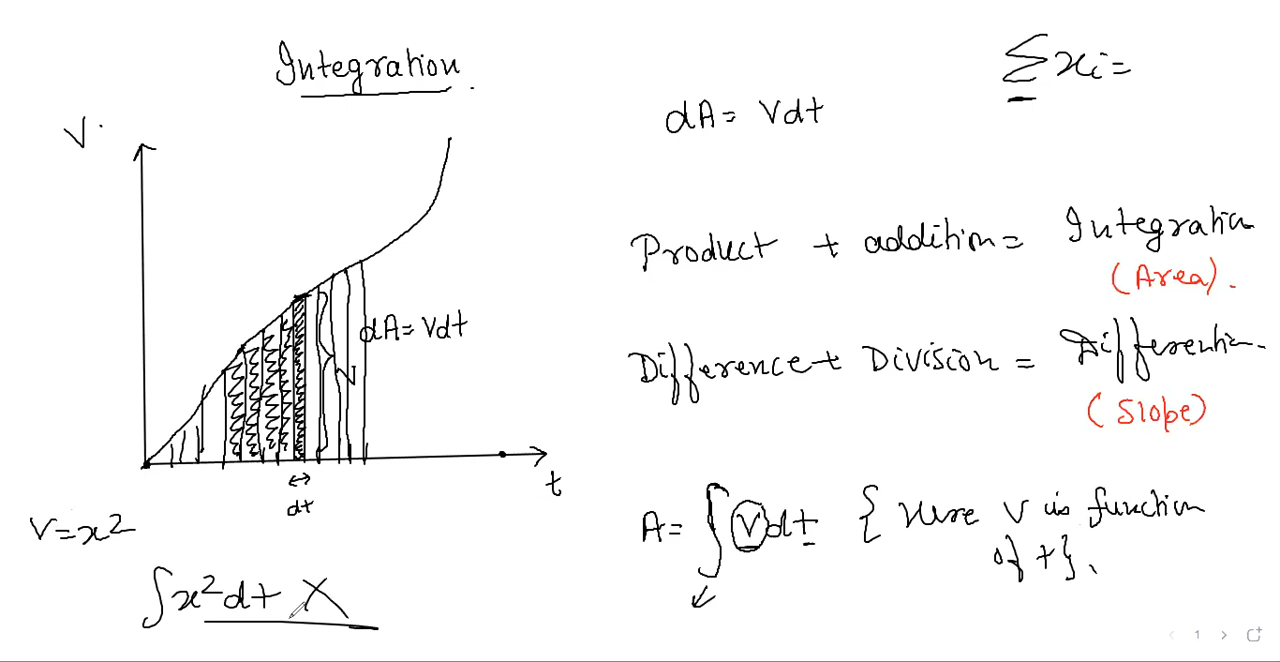 Integration
Σxi=
V
dA = Vdt
Product + addition = Integration
(Area).
dA = Vdt
Difference + Division = Differentia
(Slope)
t
dt
V=x²
A= ∫Vdt { Here V is function
of t}.
∫x²dt X
1